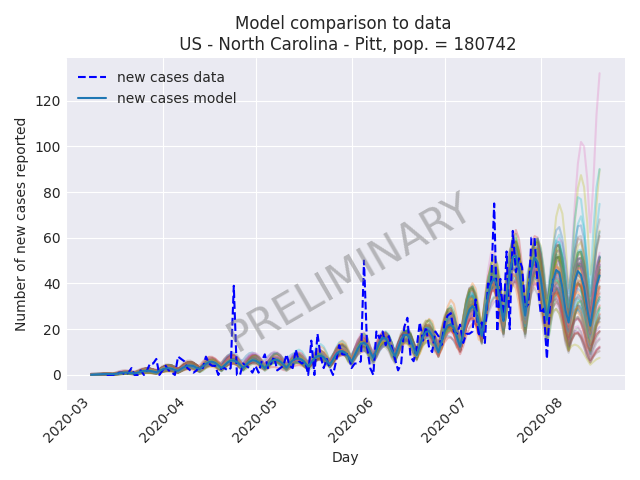 Model comparison to data
US - North Carolina - Pitt, pop. = 180742
new cases data
new cases model
PRELIMINARY
Number of new cases reported
120
100
80
60
40
20
0
2020-03
2020-04
2020-05
2020-06
2020-07
2020-08
Day